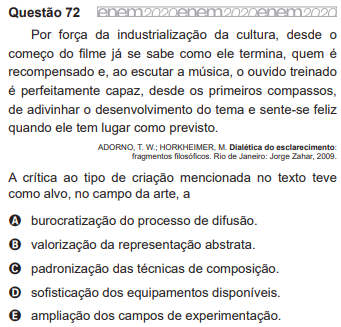 Questão 72 enem2020enem2020enem2020
Por força da industrialização da cultura, desde o
começo do filme já se sabe como ele termina, quem é
recompensado e, ao escutar a música, o ouvido treinado
é perfeitamente capaz, desde os primeiros compassos,
de adivinhar o desenvolvimento do tema e sente-se feliz
quando ele tem lugar como previsto.
ADORNO, T. W.; HORKHEIMER, M. Dialética do esclarecimento:
fragmentos filosóficos. Rio de Janeiro: Jorge Zahar, 2009.
A crítica ao tipo de criação mencionada no texto teve
como alvo, no campo da arte, a
A burocratização do processo de difusão.
B valorização da representação abstrata.
C padronização das técnicas de composição.
D sofisticação dos equipamentos disponíveis.
E ampliação dos campos de experimentação.